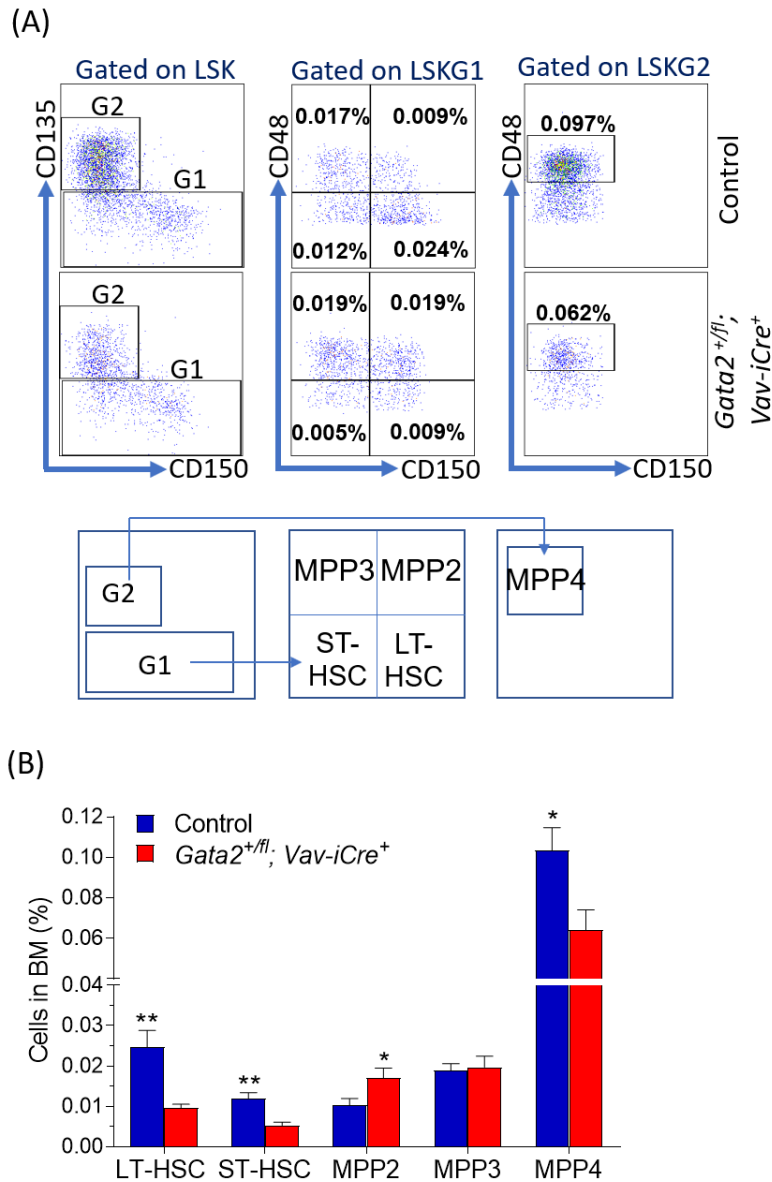 (A)
Gated on LSK
Gated on LSKG1
Gated on LSKG2
CD135
G2
G1
CD48
0.017%
0.009%
0.012%
0.024%
CD48
0.097%
Control
G2
G1
0.019%
0.019%
0.005%
0.009%
0.062%
Gata2+/fl;
Vav-iCre+
CD150
CD150
CD150
G2
G1
MPP3
MPP2
ST-
HSC
LT-
HSC
MPP4
(B)
Cells in BM (%)
0.12
0.10
0.08
0.06
0.04
0.03
0.02
0.01
0.00
Control
Gata2+/fl; Vav-iCre+
**
**
*
*
LT-HSC
ST-HSC
MPP2
MPP3
MPP4